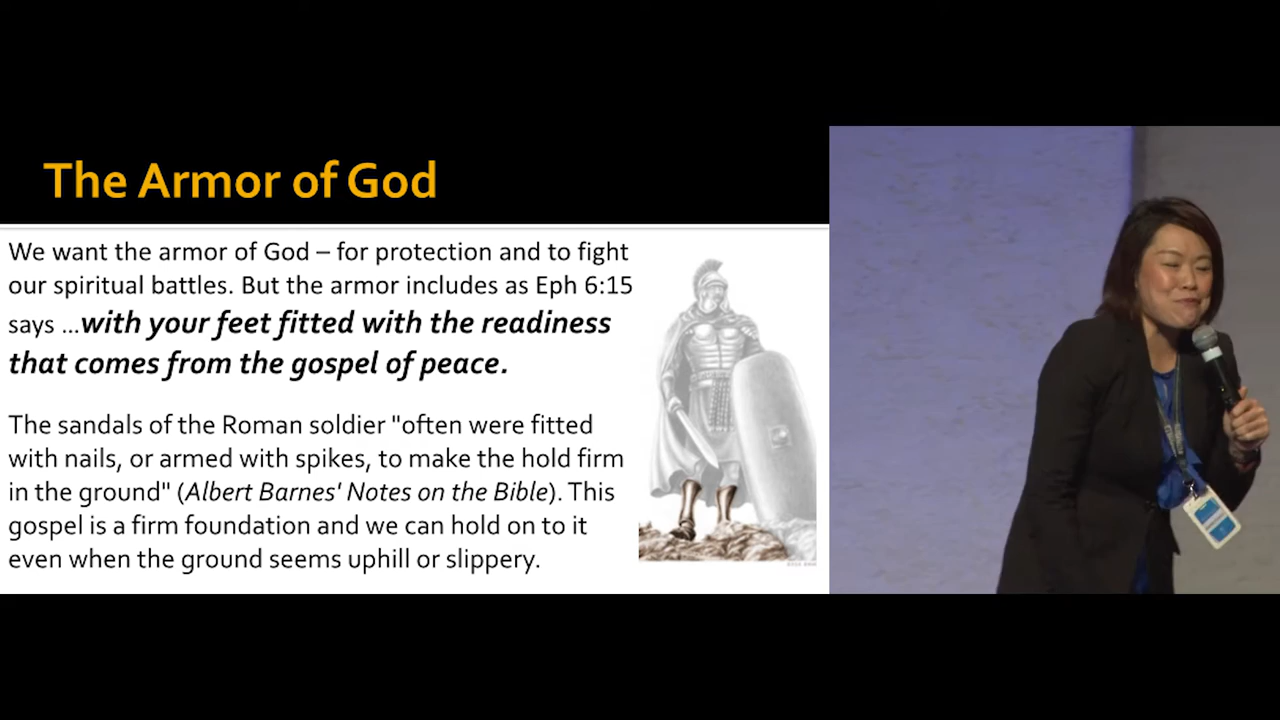 The Armor of God
We want the armor of God – for protection and to fight
our spiritual battles. But the armor includes as Eph 6:15
says ...with your feet fitted with the readiness
that comes from the gospel of peace.
The sandals of the Roman soldier "often were fitted
with nails, or armed with spikes, to make the hold firm
in the ground" (Albert Barnes' Notes on the Bible). This
gospel is a firm foundation and we can hold on to it
even when the ground seems uphill or slippery.